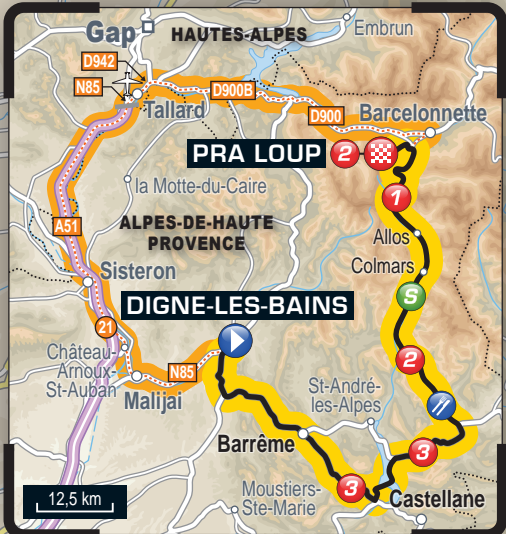 Gap
HAUTES-ALPES
Embrun
D942
N85
D900B
Tallard
D900
Barcelonnette
PRA LOUP
2
1
la Motte-du-Caire
A51
ALPES-DE-HAUTE
PROVENCE
Allos
Colmars
Sisteron
DIGNE-LES-BAINS
S
21
Château-
Arnoux-
St-Auban
N85
2
Malijai
St-André-
les-Alpes
Barrême
3
3
12,5 km
Moustiers-
Ste-Marie
Castellane